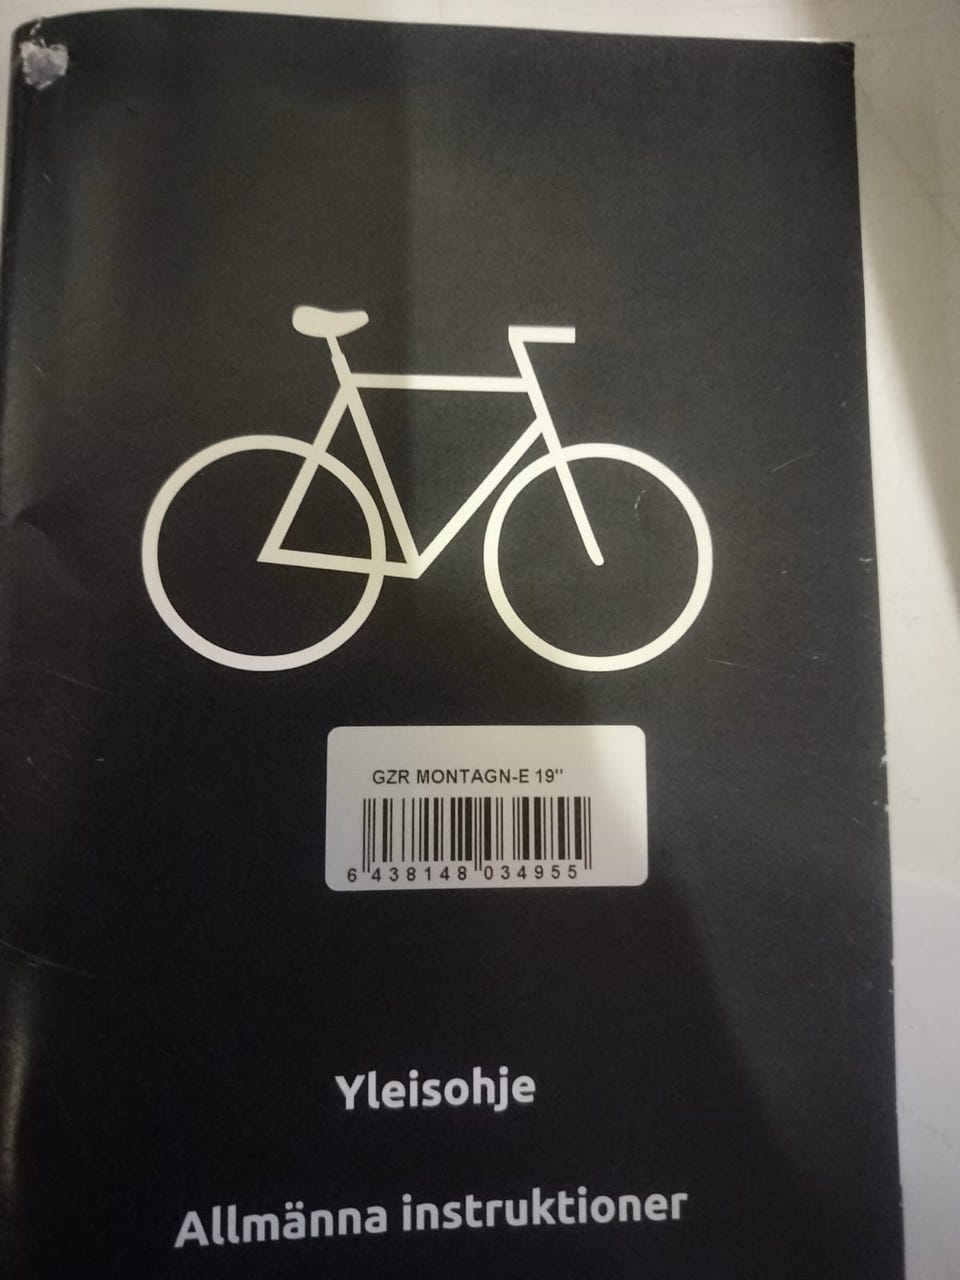 GZR MONTAGN-E 19"
6 438148 034955
Yleisohje
Allmänna instruktioner